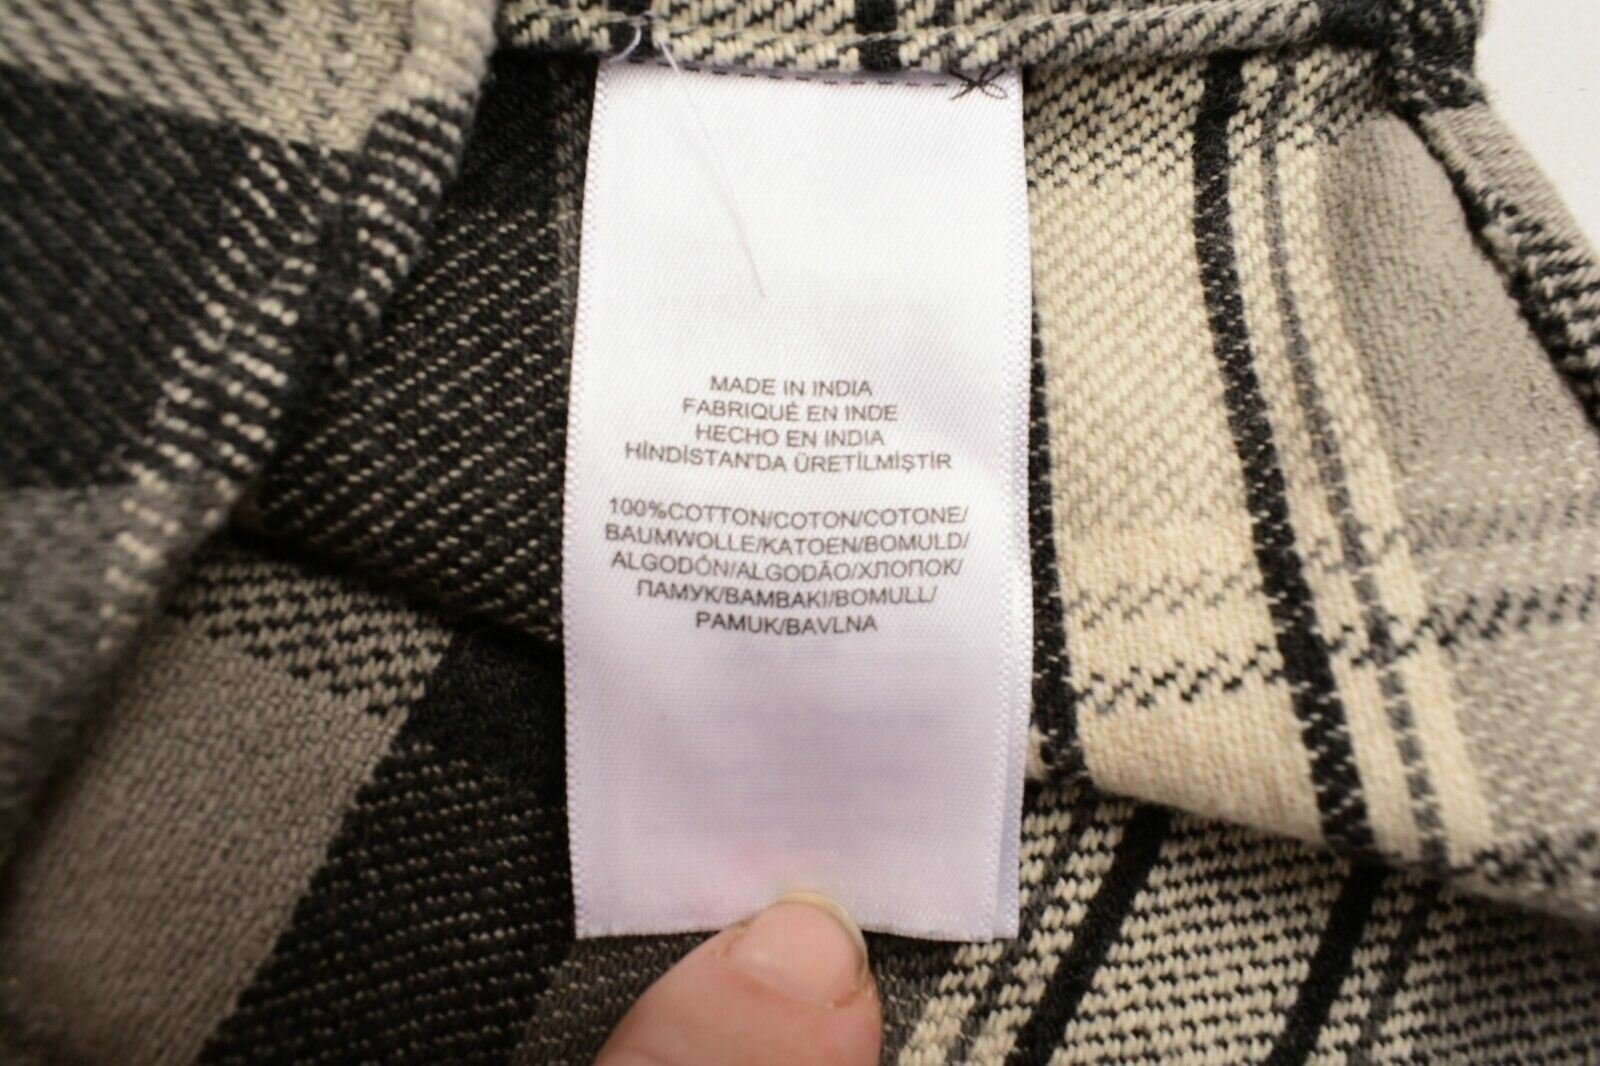 MADE IN INDIA
FABRIQUÉ EN INDE
HECHO EN INDIA
HİNDİSTAN'DA ÜRETİLMİŞTİR
100%COTTON/COTON/COTONE/
BAUMWOLLE/KATOEN/BOMULD/
ALGODÓN/ALGODÃO/ХЛОПОК/
ПАМУК/BAMBAKI/BOMULL/
PAMUK/BAVLNA